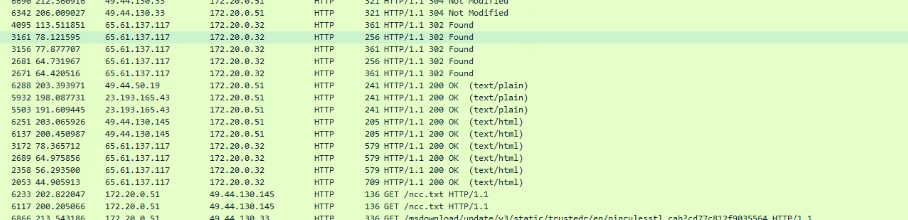 6690 212.360916 49.44.130.33 172.20.0.51 HTTP 321 HTTP/1.1 304 Not Modified
6342 206.009027 49.44.130.33 172.20.0.51 HTTP 321 HTTP/1.1 304 Not Modified
4095 113.511851 65.61.137.117 172.20.0.32 HTTP 361 HTTP/1.1 302 Found
3161 78.121595 65.61.137.117 172.20.0.32 HTTP 256 HTTP/1.1 302 Found
3156 77.877707 65.61.137.117 172.20.0.32 HTTP 361 HTTP/1.1 302 Found
2681 64.731967 65.61.137.117 172.20.0.32 HTTP 256 HTTP/1.1 302 Found
2671 64.420516 65.61.137.117 172.20.0.32 HTTP 361 HTTP/1.1 302 Found
6288 203.393971 49.44.50.19 172.20.0.51 HTTP 241 HTTP/1.1 200 OK (text/plain)
5932 198.087731 23.193.165.43 172.20.0.51 HTTP 241 HTTP/1.1 200 OK (text/plain)
5503 191.609445 23.193.165.43 172.20.0.51 HTTP 241 HTTP/1.1 200 OK (text/plain)
6251 203.065926 49.44.130.145 172.20.0.51 HTTP 205 HTTP/1.1 200 OK (text/html)
6137 200.450987 49.44.130.145 172.20.0.51 HTTP 205 HTTP/1.1 200 OK (text/html)
3172 78.365712 65.61.137.117 172.20.0.32 HTTP 579 HTTP/1.1 200 OK (text/html)
2689 64.975856 65.61.137.117 172.20.0.32 HTTP 579 HTTP/1.1 200 OK (text/html)
2358 56.293500 65.61.137.117 172.20.0.32 HTTP 579 HTTP/1.1 200 OK (text/html)
2053 44.905913 65.61.137.117 172.20.0.32 HTTP 709 HTTP/1.1 200 OK (text/html)
6233 202.822047 172.20.0.51 49.44.130.145 HTTP 136 GET /ncc.txt HTTP/1.1
6117 200.205066 172.20.0.51 49.44.130.145 HTTP 136 GET /ncc.txt HTTP/1.1
6866 213.543186 172.20.0.51 49.44.130.33 HTTP 336 GET /msdownload/update/v3/static/trustedr/en/pinrulesstl.cab?cd77c812f9035564 HTTP/1.1